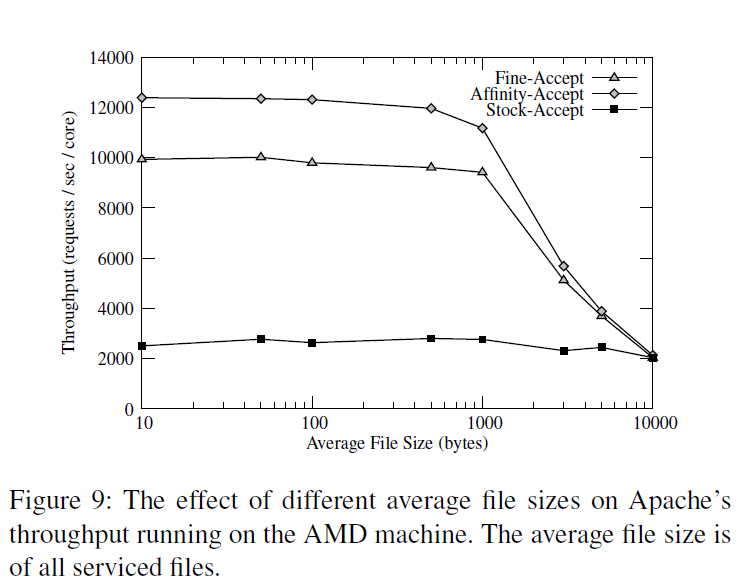 14000
12000
10000
8000
6000
4000
2000
0
Throughput (requests / sec / core)
Fine-Accept
Affinity-Accept
Stock-Accept
10
100
1000
10000
Average File Size (bytes)
Figure 9: The effect of different average file sizes on Apache's
throughput running on the AMD machine. The average file size is
of all serviced files.